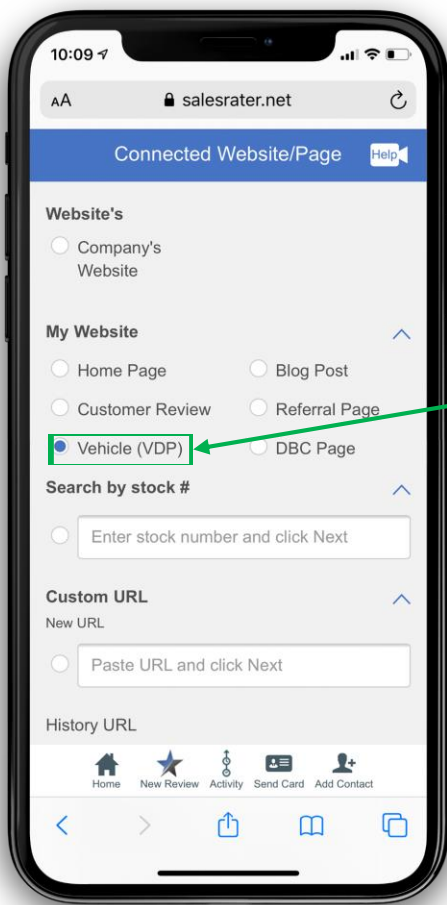 10:09
AA salesrater.net
Connected Website/Page Help
Website's
Company's
Website
My Website
Home Page Blog Post
Customer Review Referral Page
Vehicle (VDP) DBC Page
Search by stock #
Enter stock number and click Next
Custom URL
New URL
Paste URL and click Next
History URL
Home New Review Activity Send Card Add Contact